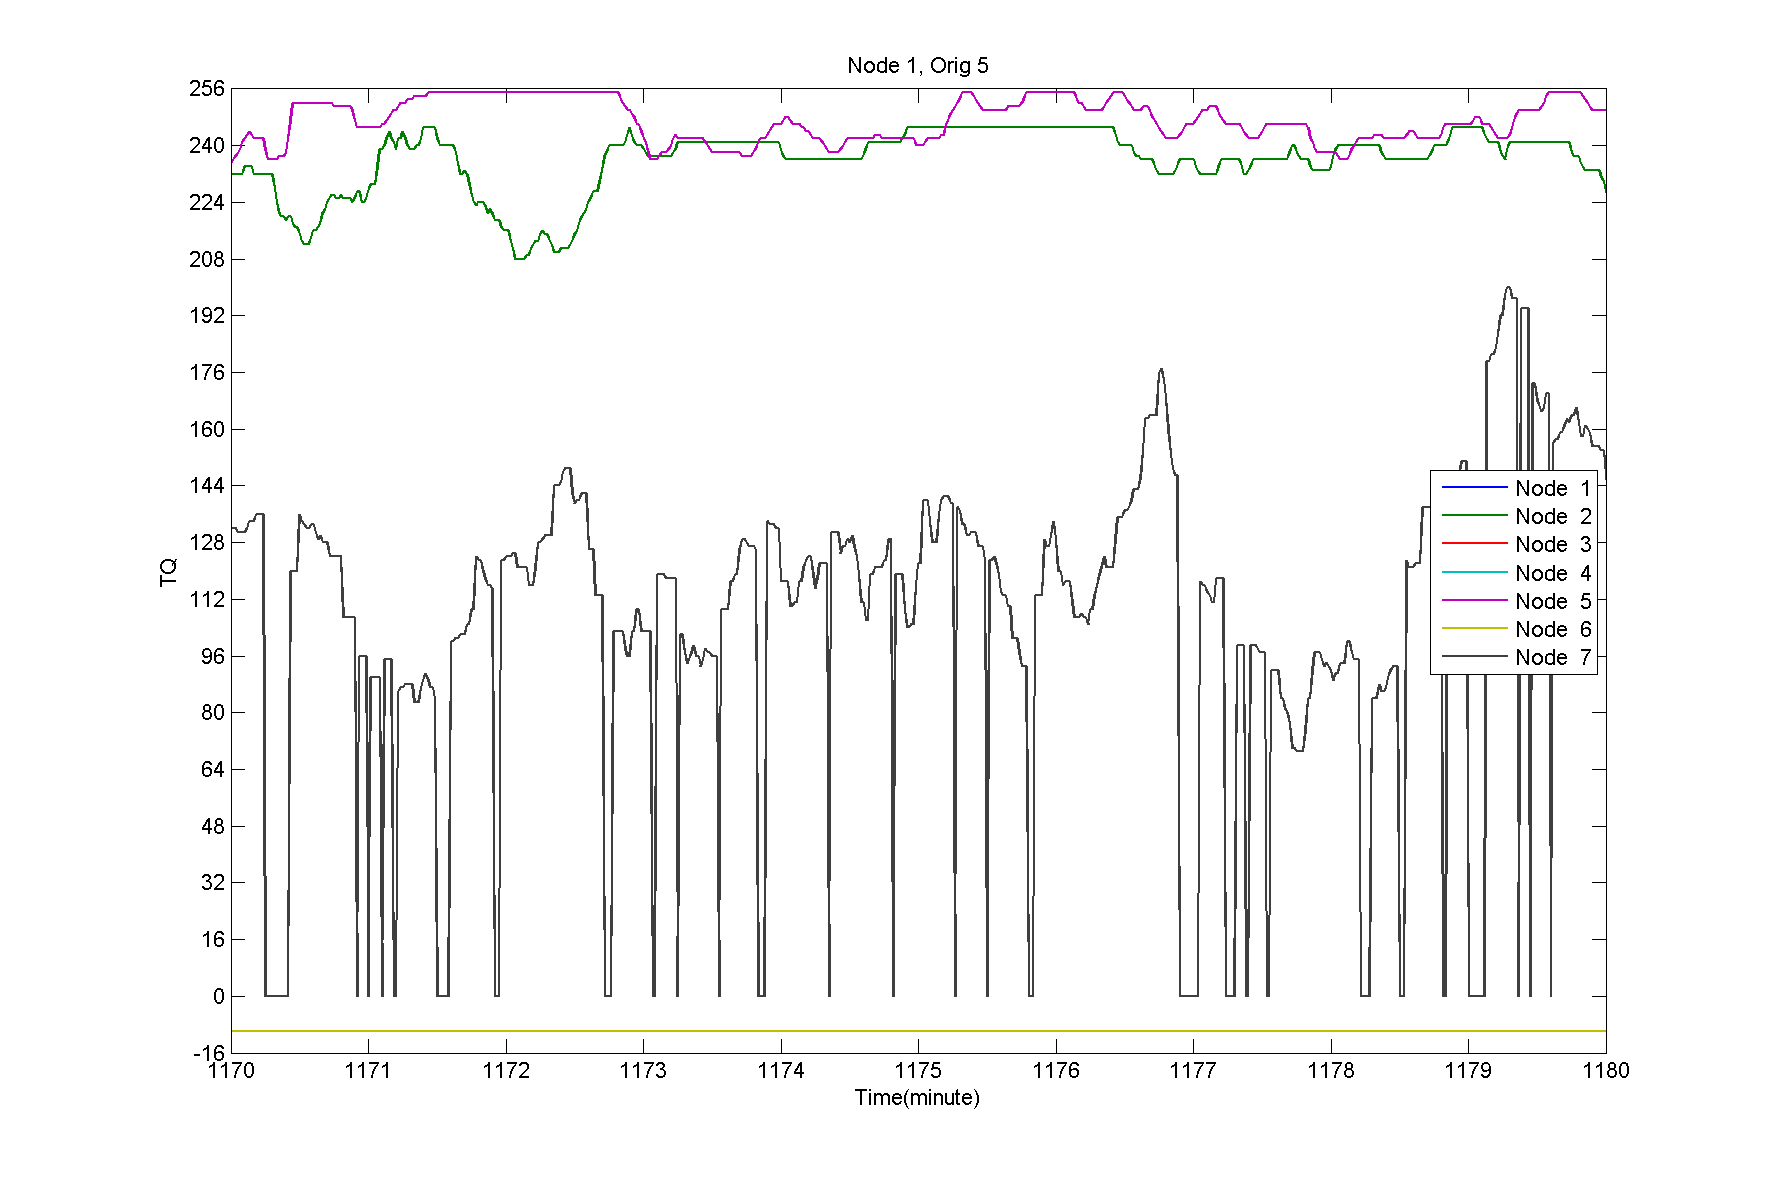 Node 1, Orig 5
256
240
224
208
192
176
160
144
128
112
96
80
64
48
32
16
0
-16
TQ
Node 1
Node 2
Node 3
Node 4
Node 5
Node 6
Node 7
1170 1171 1172 1173 1174 1175 1176 1177 1178 1179 1180
Time(minute)